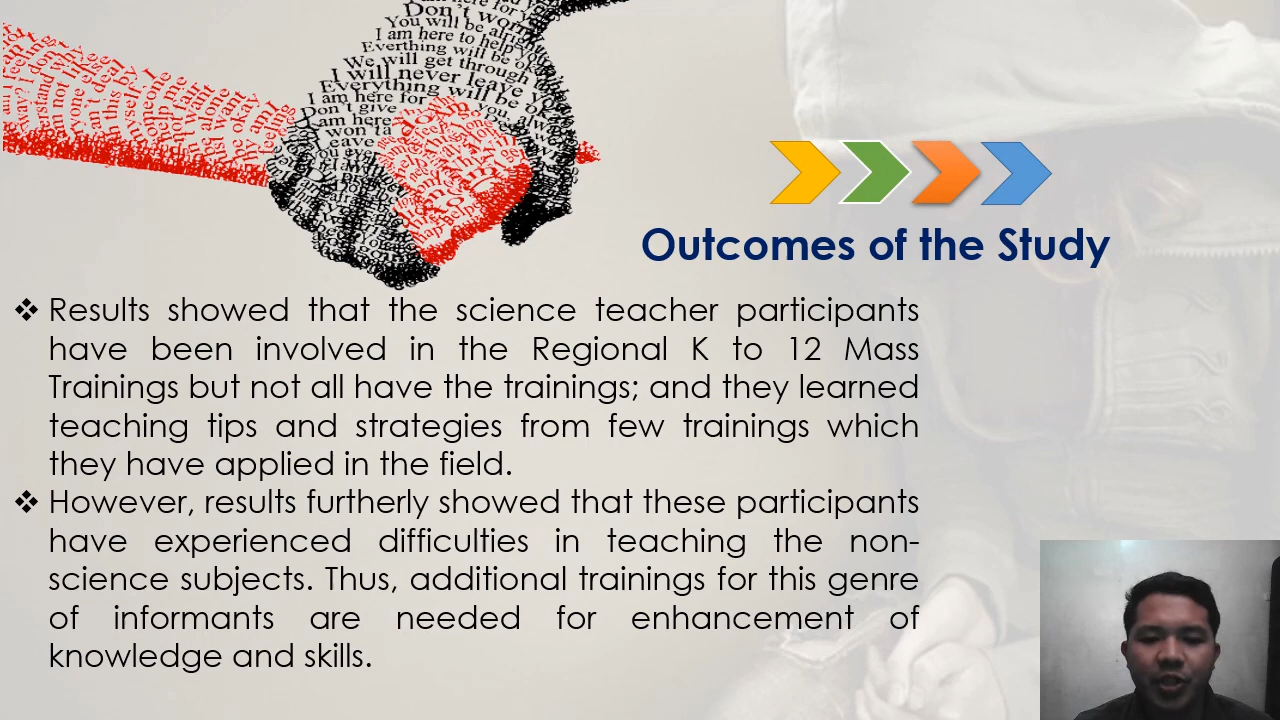 Don't worry
You will be alright
I am here to help you
Everthing will be okay
We will get through
I will never leave you
Everything will be
I am here for you
Don't give
I am here
won't
leave
Outcomes of the Study
❖ Results showed that the science teacher participants
have been involved in the Regional K to 12 Mass
Trainings but not all have the trainings; and they learned
teaching tips and strategies from few trainings which
they have applied in the field.
❖ However, results furtherly showed that these participants
have experienced difficulties in teaching the non-
science subjects. Thus, additional trainings for this genre
of informants are needed for enhancement of
knowledge and skills.